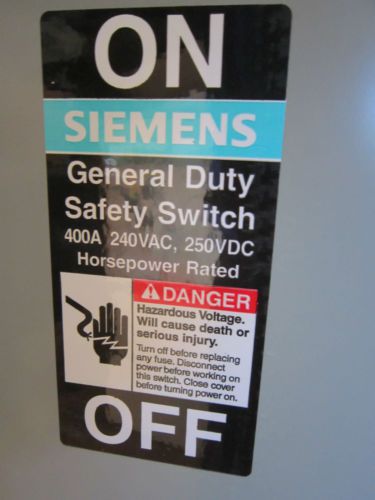 ON
SIEMENS
General Duty
Safety Switch
400A 240VAC, 250VDC
Horsepower Rated
DANGER
Hazardous Voltage.
Will cause death or
serious injury.
Turn off before replacing
any fuse. Disconnect
power before working on
this switch. Close cover
before turning power on.
OFF